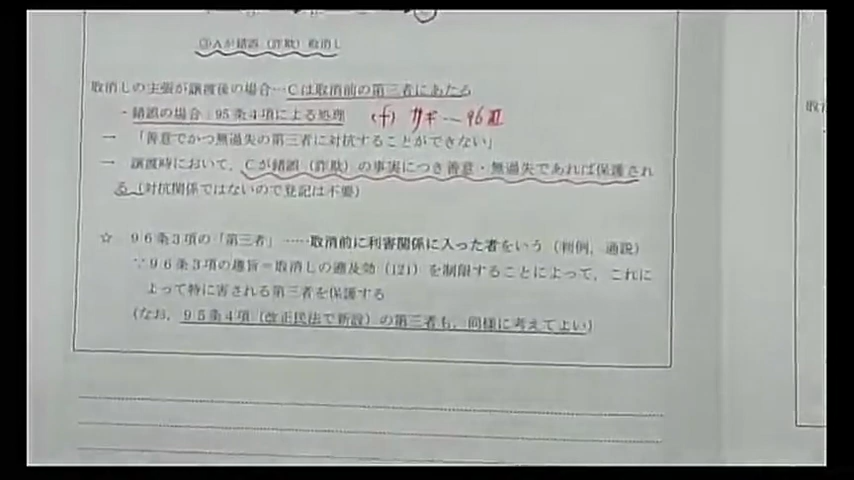 ③Aが錯誤(詐欺)取消し
取消しの主張が譲渡後の場合…Cは取消前の第三者にあたる
・錯誤の場合:95条4項による処理 (cf) サギ — 96Ⅲ
→ 「善意でかつ無過失の第三者に対抗することができない」
→ 譲渡時において、Cが錯誤(詐欺)の事実につき善意・無過失であれば保護され
る(対抗関係ではないので登記は不要)
☆ 96条3項の「第三者」……取消前に利害関係に入った者をいう(判例、通説)
∵96条3項の趣旨=取消しの遡及効(121)を制限することによって、これに
よって特に害される第三者を保護する
(なお、95条4項(改正民法で新設)の第三者も、同様に考えてよい)
取